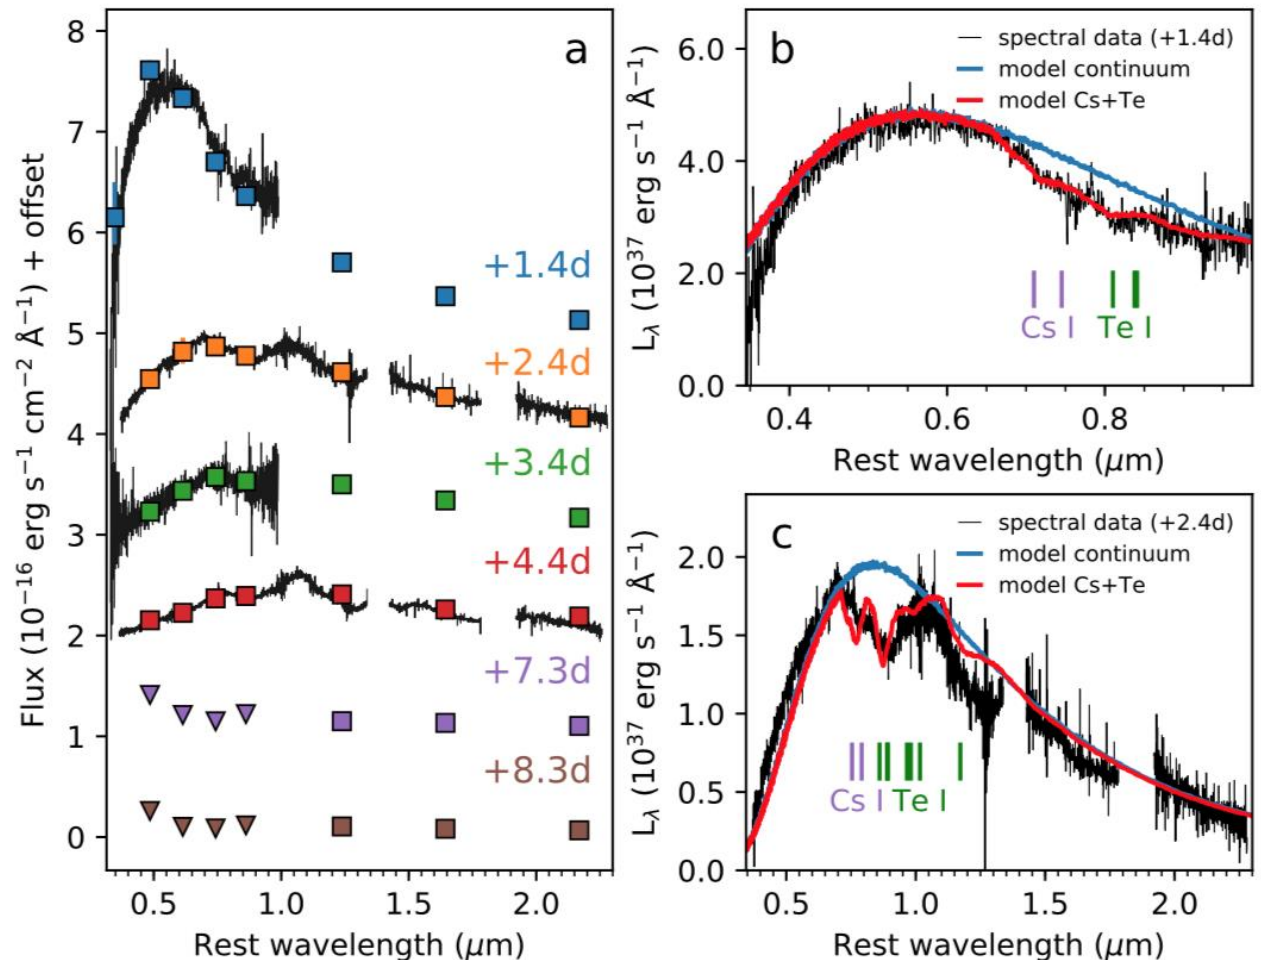 a
8
7
6
5
4
3
2
1
0
Flux (10⁻¹⁶ erg s⁻¹ cm⁻² Å⁻¹) + offset
+1.4d
+2.4d
+3.4d
+4.4d
+7.3d
+8.3d
0.5 1.0 1.5 2.0
Rest wavelength (μm)
b
spectral data (+1.4d)
model continuum
model Cs+Te
6.0
4.0
2.0
0.0
L_λ (10³⁷ erg s⁻¹ Å⁻¹)
Cs I Te I
0.4 0.6 0.8
Rest wavelength (μm)
c
spectral data (+2.4d)
model continuum
model Cs+Te
2.0
1.5
1.0
0.5
0.0
L_λ (10³⁷ erg s⁻¹ Å⁻¹)
Cs I Te I
0.5 1.0 1.5 2.0
Rest wavelength (μm)